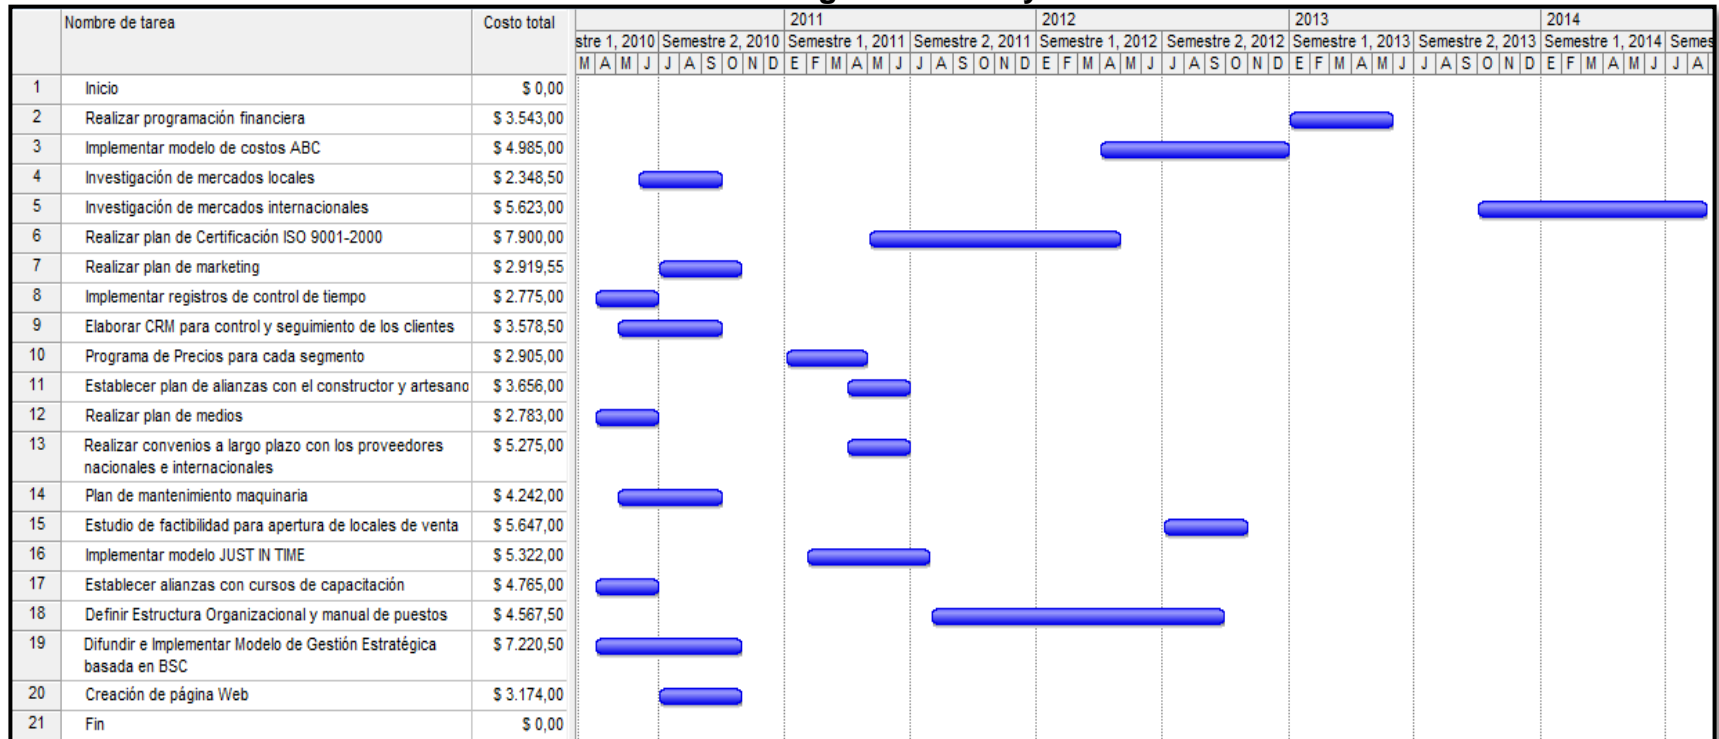 Nombre de tarea Costo total
2011 2012 2013 2014
stre 1, 2010 Semestre 2, 2010 Semestre 1, 2011 Semestre 2, 2011 Semestre 1, 2012 Semestre 2, 2012 Semestre 1, 2013 Semestre 2, 2013 Semestre 1, 2014 Semes
M A M J J A S O N D E F M A M J J A S O N D E F M A M J J A S O N D E F M A M J J A S O N D E F M A M J J A
1 Inicio $ 0,00
2 Realizar programación financiera $ 3.543,00
3 Implementar modelo de costos ABC $ 4.985,00
4 Investigación de mercados locales $ 2.348,50
5 Investigación de mercados internacionales $ 5.623,00
6 Realizar plan de Certificación ISO 9001-2000 $ 7.900,00
7 Realizar plan de marketing $ 2.919,55
8 Implementar registros de control de tiempo $ 2.775,00
9 Elaborar CRM para control y seguimiento de los clientes $ 3.578,50
10 Programa de Precios para cada segmento $ 2.905,00
11 Establecer plan de alianzas con el constructor y artesano $ 3.656,00
12 Realizar plan de medios $ 2.783,00
13 Realizar convenios a largo plazo con los proveedores $ 5.275,00
nacionales e internacionales
14 Plan de mantenimiento maquinaria $ 4.242,00
15 Estudio de factibilidad para apertura de locales de venta $ 5.647,00
16 Implementar modelo JUST IN TIME $ 5.322,00
17 Establecer alianzas con cursos de capacitación $ 4.765,00
18 Definir Estructura Organizacional y manual de puestos $ 4.567,50
19 Difundir e Implementar Modelo de Gestión Estratégica $ 7.220,50
basada en BSC
20 Creación de página Web $ 3.174,00
21 Fin $ 0,00